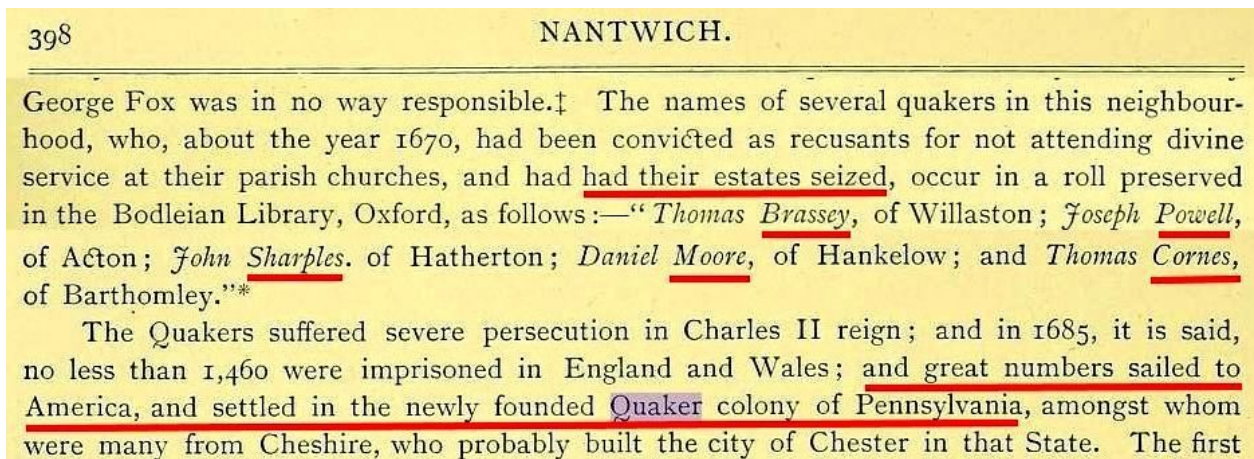 398 NANTWICH.
George Fox was in no way responsible.‡ The names of several quakers in this neighbour-
hood, who, about the year 1670, had been convicted as recusants for not attending divine
service at their parish churches, and had had their estates seized, occur in a roll preserved
in the Bodleian Library, Oxford, as follows:—“Thomas Brassey, of Willaston; Joseph Powell,
of Acton; John Sharples. of Hatherton; Daniel Moore, of Hankelow; and Thomas Cornes,
of Barthomley.”*
The Quakers suffered severe persecution in Charles II reign; and in 1685, it is said,
no less than 1,460 were imprisoned in England and Wales; and great numbers sailed to
America, and settled in the newly founded Quaker colony of Pennsylvania, amongst whom
were many from Cheshire, who probably built the city of Chester in that State. The first